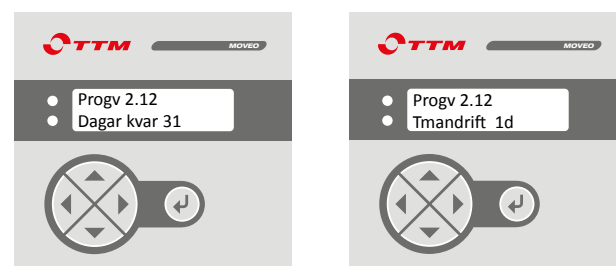 TTM MOVEO
Progv 2.12
Dagar kvar 31
TTM MOVEO
Progv 2.12
Tmandrift 1d